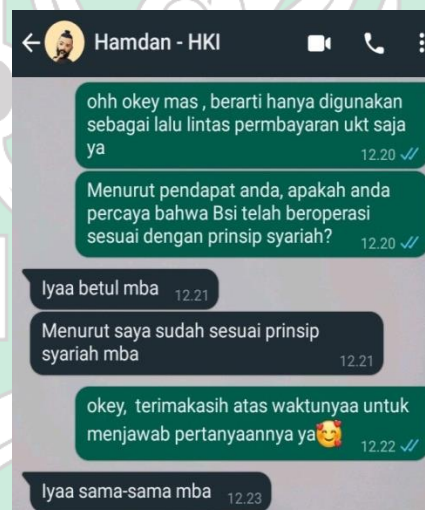 Hamdan - HKI
ohh okey mas , berarti hanya digunakan
sebagai lalu lintas permbayaran ukt saja
ya
12.20
Menurut pendapat anda, apakah anda
percaya bahwa Bsi telah beroperasi
sesuai dengan prinsip syariah?
12.20
Iyaa betul mba 12.21
Menurut saya sudah sesuai prinsip
syariah mba
12.21
okey, terimakasih atas waktunyaa untuk
menjawab pertanyaannya ya🥰
12.22
Iyaa sama-sama mba 12.23